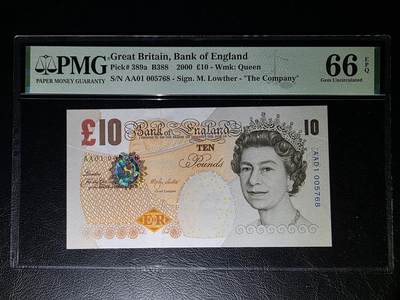 PMG
PAPER MONEY GUARANTY
Great Britain, Bank of England
Pick# 389a B388 2000 £10 - Wmk: Queen
S/N AA01 005768 - Sign. M. Lowther - "The Company"
66 EPQ
Gem Uncirculated
£10
Bank of England
10
AA01
TEN
Pounds
AA01 005768
E R